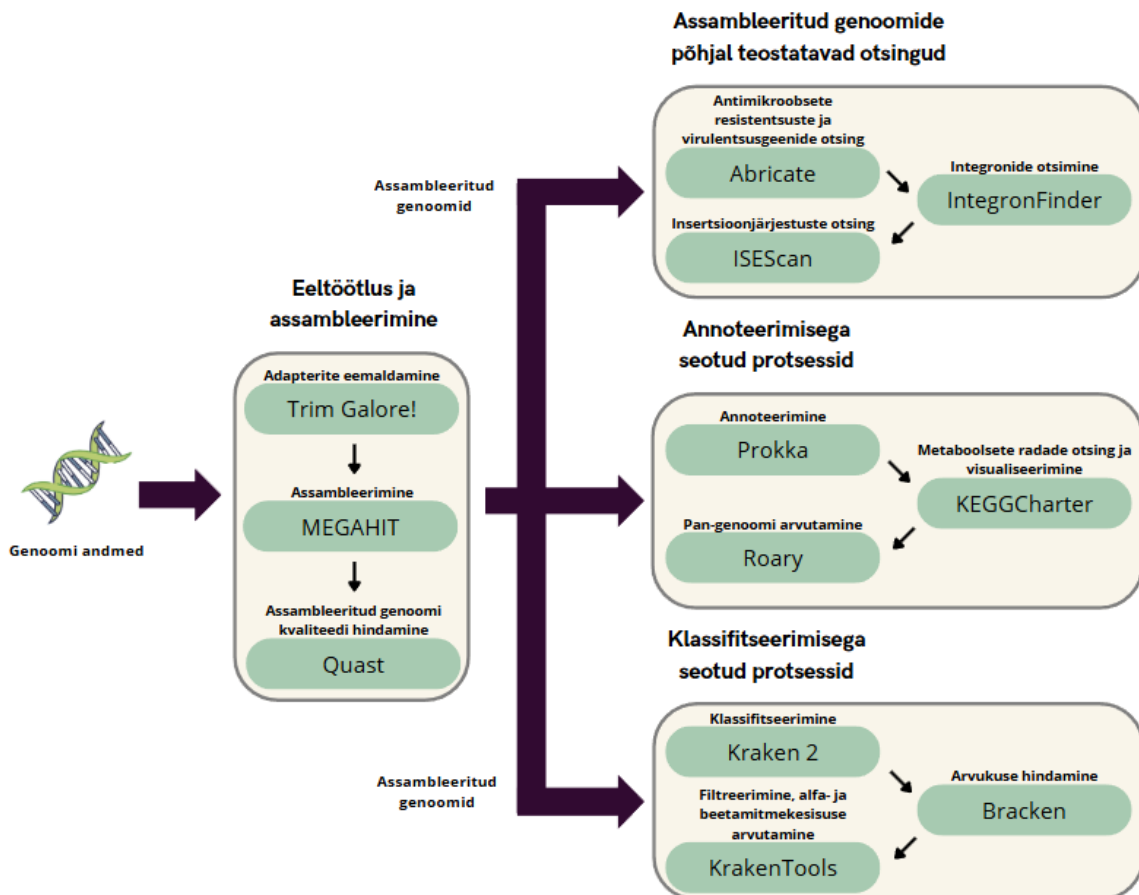 Assambleeritud genoomide
põhjal teostatavad otsingud
Antimikroobsete
resistentsuste ja
virulentsusgeenide otsing
Abricate
Integronide otsimine
IntegronFinder
Insertsioonjärjestuste otsing
ISEScan
Assambleeritud
genoomid
Eeltöötlus ja
assambleerimine
Adapterite eemaldamine
Trim Galore!
Assambleerimine
MEGAHIT
Assambleeritud genoomi
kvaliteedi hindamine
Quast
Genoomi andmed
Annoteerimisega
seotud protsessid
Annoteerimine
Prokka
Metaboolsete radade otsing ja
visualiseerimine
KEGGCharter
Pan-genoomi arvutamine
Roary
Klassifitseerimisega
seotud protsessid
Assambleeritud
genoomid
Klassifitseerimine
Kraken 2
Arvukuse hindamine
Bracken
Filtreerimine, alfa- ja
beetamitmekesisuse
arvutamine
KrakenTools